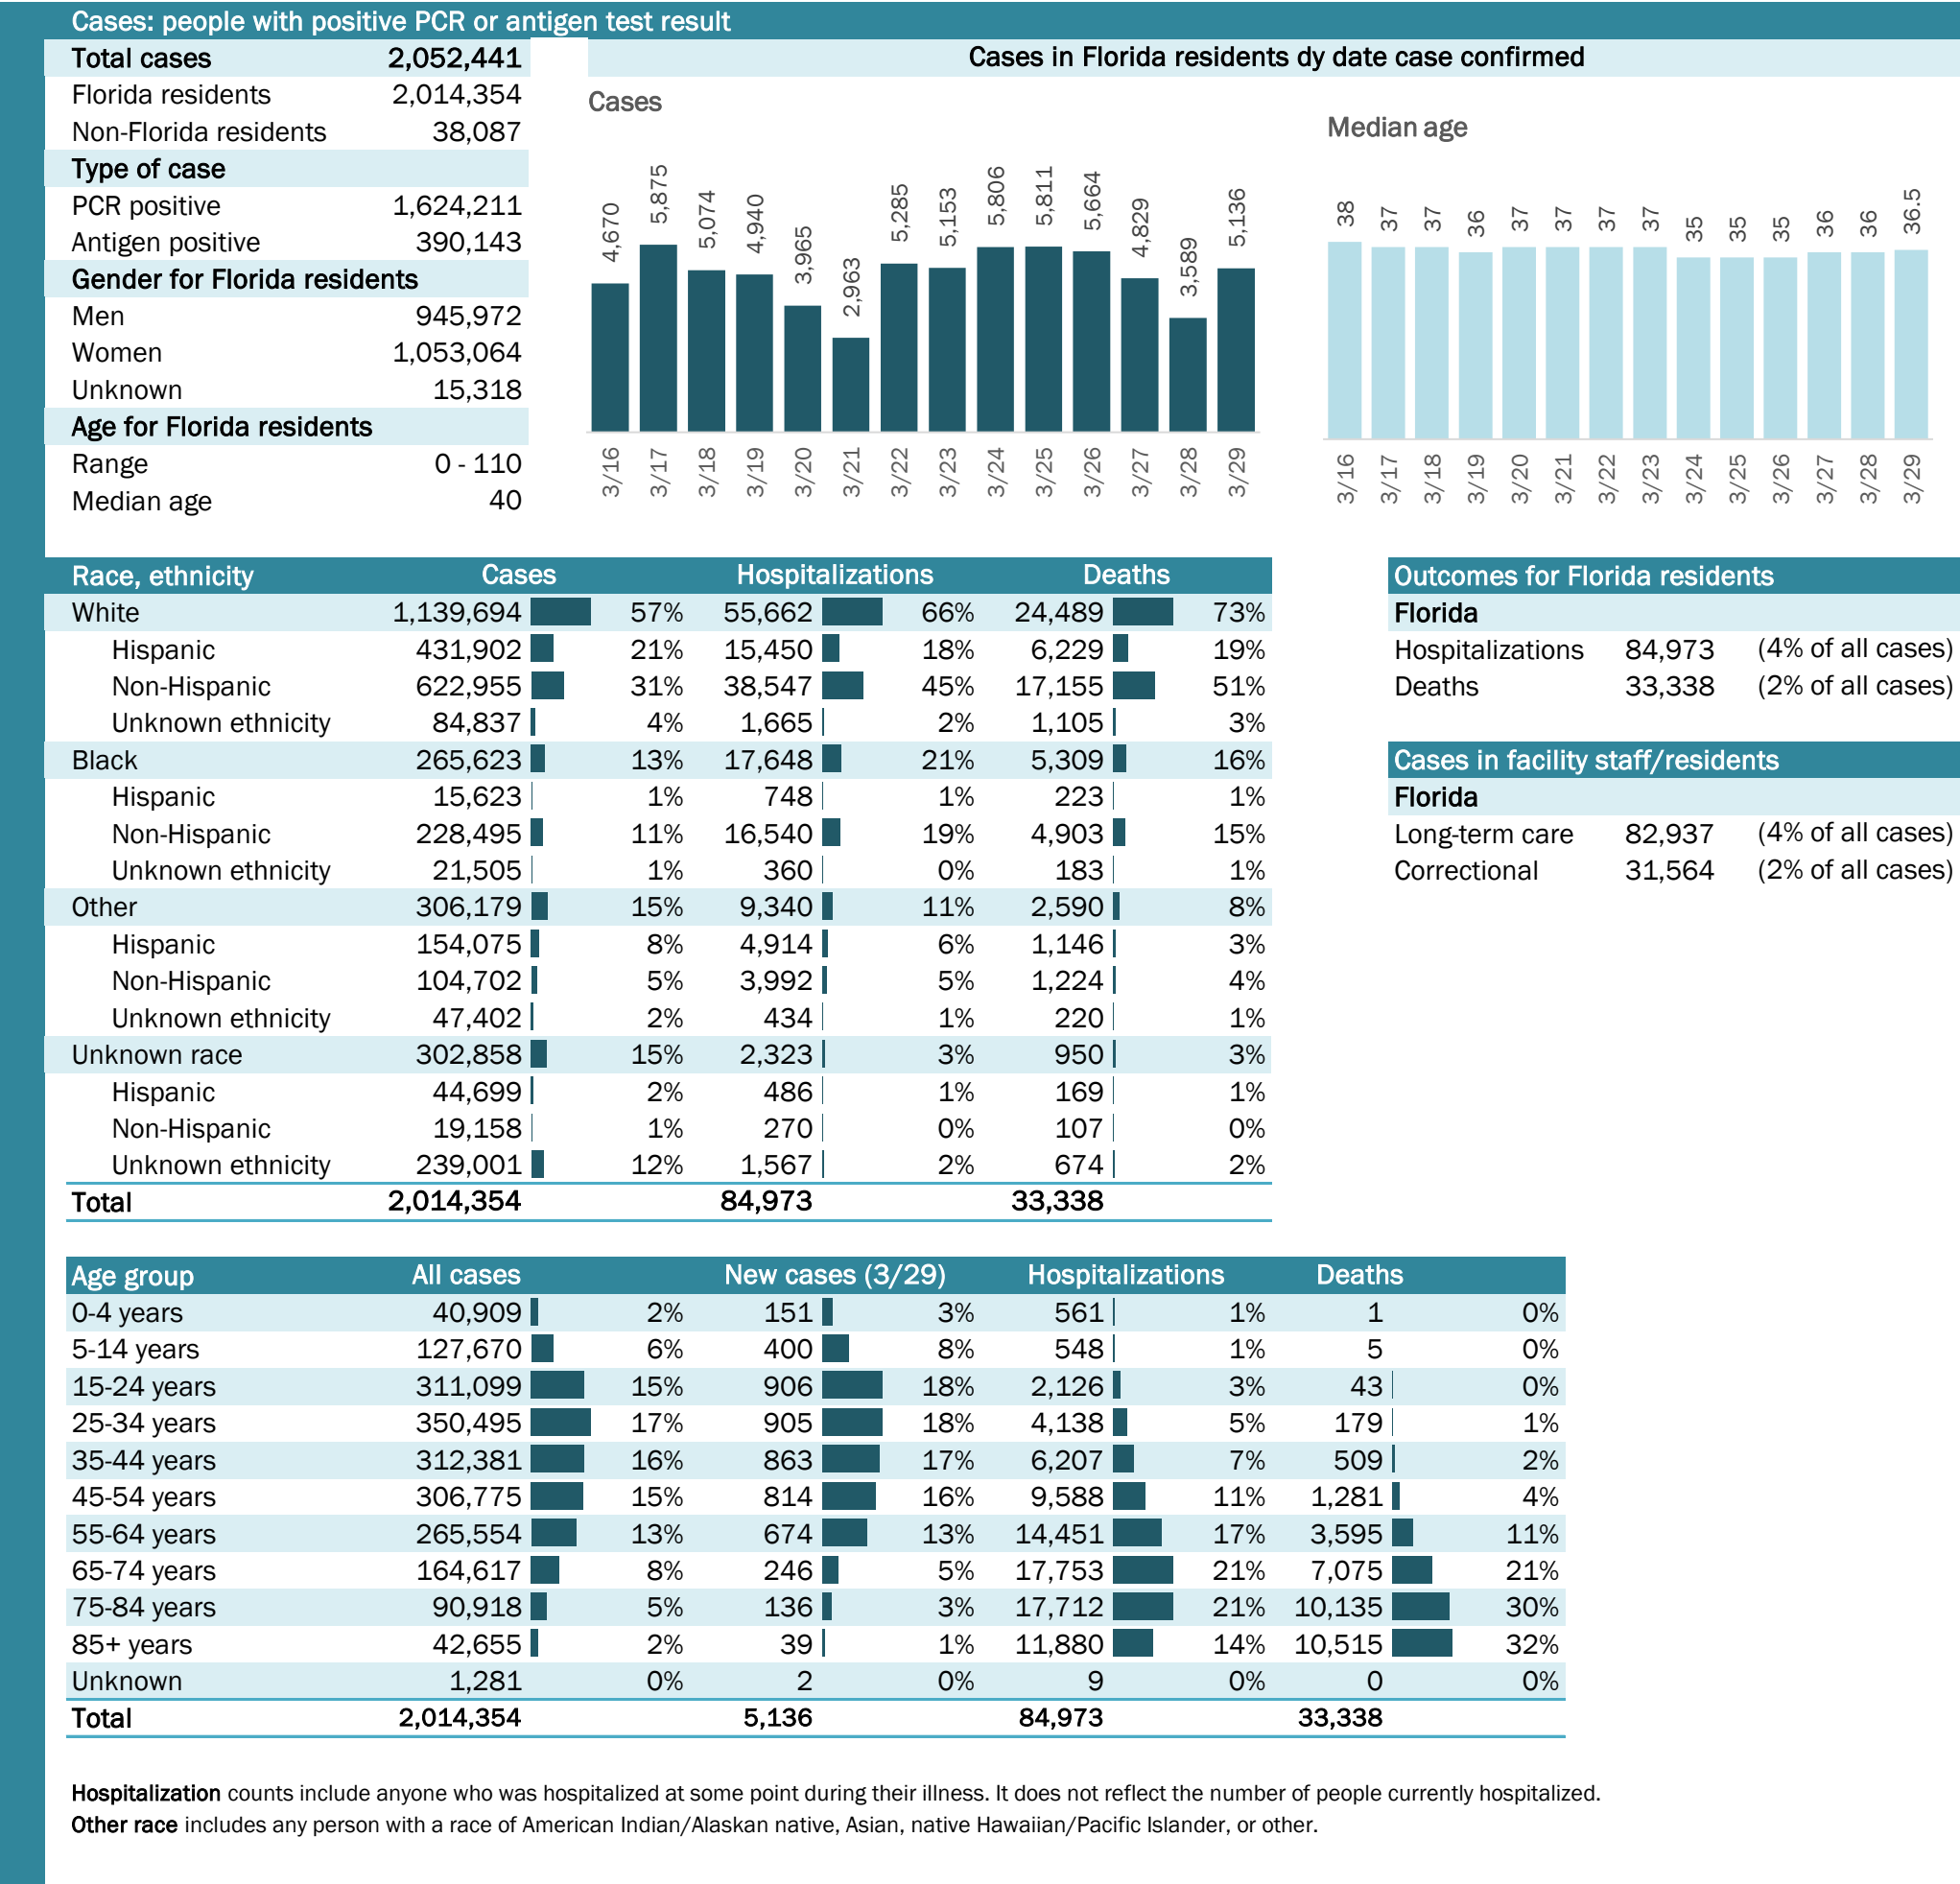 Cases: people with positive PCR or antigen test result
Total cases 2,052,441
Florida residents 2,014,354
Non-Florida residents 38,087
Type of case
PCR positive 1,624,211
Antigen positive 390,143
Gender for Florida residents
Men 945,972
Women 1,053,064
Unknown 15,318
Age for Florida residents
Range 0 - 110
Median age 40
Cases in Florida residents dy date case confirmed
Cases
4,670 5,875 5,074 4,940 3,965 2,963 5,285 5,153 5,806 5,811 5,664 4,829 3,589 5,136
3/16 3/17 3/18 3/19 3/20 3/21 3/22 3/23 3/24 3/25 3/26 3/27 3/28 3/29
Median age
38 37 37 36 37 37 37 37 35 35 35 36 36 36.5
3/16 3/17 3/18 3/19 3/20 3/21 3/22 3/23 3/24 3/25 3/26 3/27 3/28 3/29
Race, ethnicity Cases Hospitalizations Deaths
White 1,139,694 57% 55,662 66% 24,489 73%
Hispanic 431,902 21% 15,450 18% 6,229 19%
Non-Hispanic 622,955 31% 38,547 45% 17,155 51%
Unknown ethnicity 84,837 4% 1,665 2% 1,105 3%
Black 265,623 13% 17,648 21% 5,309 16%
Hispanic 15,623 1% 748 1% 223 1%
Non-Hispanic 228,495 11% 16,540 19% 4,903 15%
Unknown ethnicity 21,505 1% 360 0% 183 1%
Other 306,179 15% 9,340 11% 2,590 8%
Hispanic 154,075 8% 4,914 6% 1,146 3%
Non-Hispanic 104,702 5% 3,992 5% 1,224 4%
Unknown ethnicity 47,402 2% 434 1% 220 1%
Unknown race 302,858 15% 2,323 3% 950 3%
Hispanic 44,699 2% 486 1% 169 1%
Non-Hispanic 19,158 1% 270 0% 107 0%
Unknown ethnicity 239,001 12% 1,567 2% 674 2%
Total 2,014,354 84,973 33,338
Outcomes for Florida residents
Florida
Hospitalizations 84,973 (4% of all cases)
Deaths 33,338 (2% of all cases)
Cases in facility staff/residents
Florida
Long-term care 82,937 (4% of all cases)
Correctional 31,564 (2% of all cases)
Age group All cases New cases (3/29) Hospitalizations Deaths
0-4 years 40,909 2% 151 3% 561 1% 1 0%
5-14 years 127,670 6% 400 8% 548 1% 5 0%
15-24 years 311,099 15% 906 18% 2,126 3% 43 0%
25-34 years 350,495 17% 905 18% 4,138 5% 179 1%
35-44 years 312,381 16% 863 17% 6,207 7% 509 2%
45-54 years 306,775 15% 814 16% 9,588 11% 1,281 4%
55-64 years 265,554 13% 674 13% 14,451 17% 3,595 11%
65-74 years 164,617 8% 246 5% 17,753 21% 7,075 21%
75-84 years 90,918 5% 136 3% 17,712 21% 10,135 30%
85+ years 42,655 2% 39 1% 11,880 14% 10,515 32%
Unknown 1,281 0% 2 0% 9 0% 0 0%
Total 2,014,354 5,136 84,973 33,338
Hospitalization counts include anyone who was hospitalized at some point during their illness. It does not reflect the number of people currently hospitalized.
Other race includes any person with a race of American Indian/Alaskan native, Asian, native Hawaiian/Pacific Islander, or other.